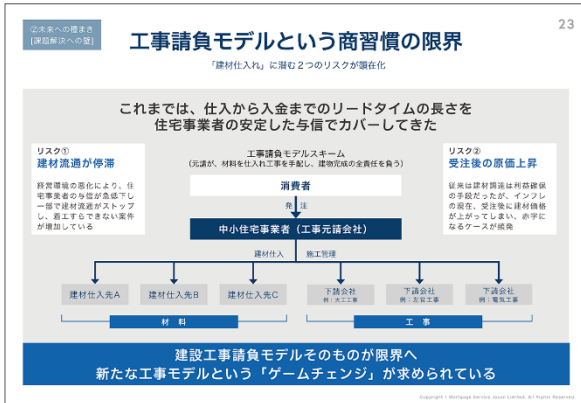 ②未来への種まき
[課題解決への壁]
工事請負モデルという商習慣の限界
23
「建材仕入れ」に潜む2つのリスクが顕在化
これまでは、仕入から入金までのリードタイムの長さを
住宅事業者の安定した与信でカバーしてきた
リスク①
建材流通が停滞
経営環境の悪化により、住
宅事業者の与信が急低下し
一部で建材流通がストップ
し、着工すらできない案件
が増加している
工事請負モデルスキーム
(元請が、材料を仕入れ工事を手配し、建物完成の全責任を負う)
消費者
発 注
中小住宅事業者(工事元請会社)
建材仕入
施工管理
リスク②
受注後の原価上昇
従来は建材調達は利益確保
の手段だったが、インフレ
の現在、受注後に建材価格
が上がってしまい、赤字に
なるケースが頻発
建材仕入先A
建材仕入先B
建材仕入先C
下請会社
例:大工工事
下請会社
例:左官工事
下請会社
例:電気工事
材 料
工 事
建設工事請負モデルそのものが限界へ
新たな工事モデルという「ゲームチェンジ」が求められている
Copyright © Mortgage Service Japan Limited. All Rights Reserved.